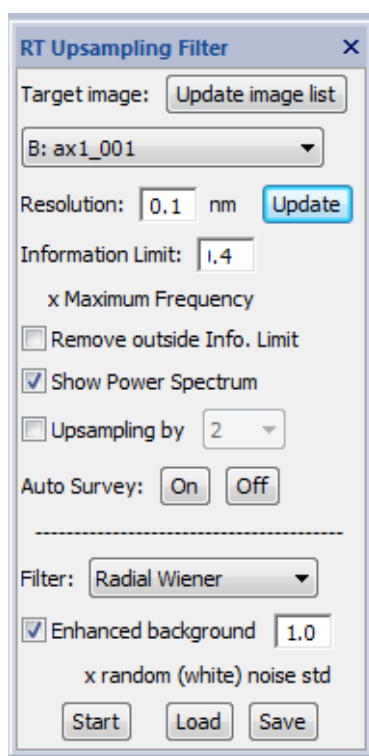 RT Upsampling Filter X
Target image: Update image list
B: ax1_001
Resolution: 0.1 nm Update
Information Limit: .4
x Maximum Frequency
Remove outside Info. Limit
Show Power Spectrum
Upsampling by 2
Auto Survey: On Off
----------------------------------------
Filter: Radial Wiener
Enhanced background 1.0
x random (white) noise std
Start Load Save